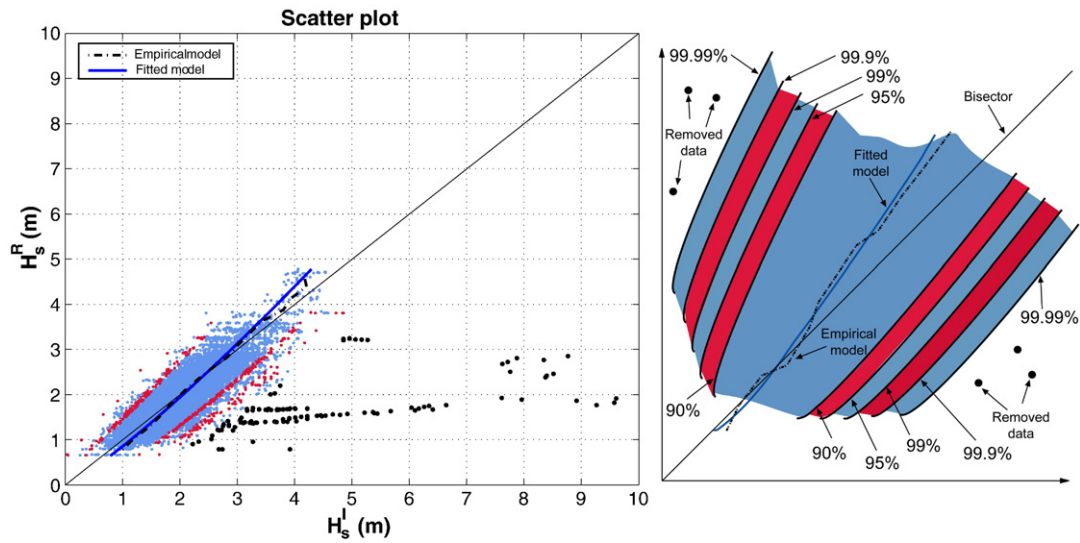 Scatter plot
10
9
8
7
6
5
4
3
2
1
0
H_s^R (m)
Empiricalmodel
Fitted model
0 1 2 3 4 5 6 7 8 9 10
H_s^I (m)
99.99%
99.9%
99%
95%
Bisector
Removed
data
Fitted
model
99.99%
Empirical
model
90%
Removed
data
90%
95%
99%
99.9%